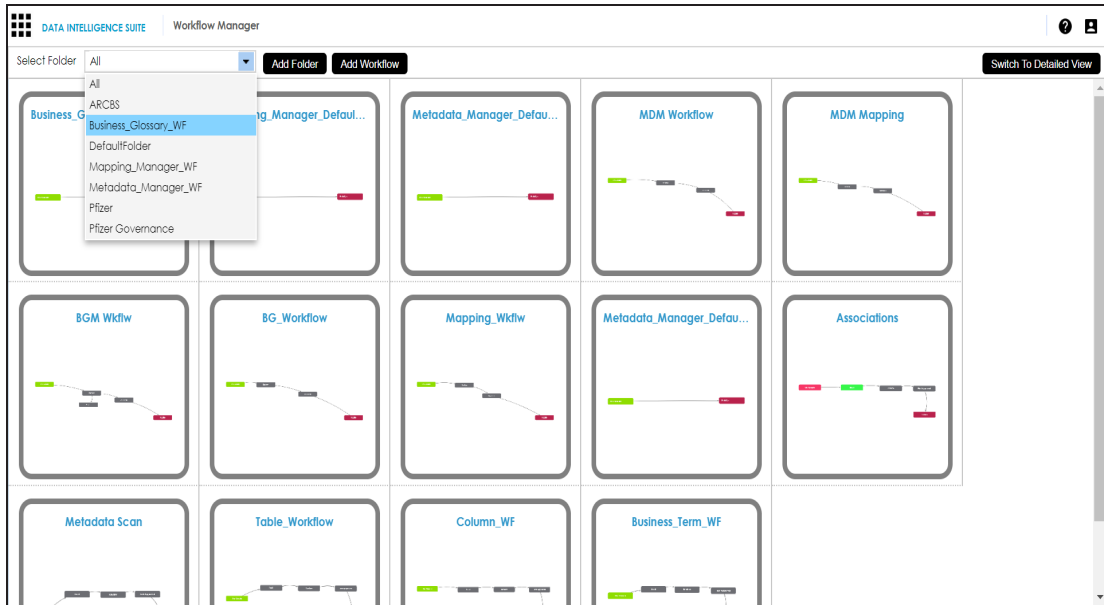 DATA INTELLIGENCE SUITE Workflow Manager
Select Folder All Add Folder Add Workflow Switch To Detailed View
All
ARCBS
Business_Glossary_WF
DefaultFolder
Mapping_Manager_WF
Metadata_Manager_WF
Pfizer
Pfizer Governance
Business_G ng_Manager_Defaul... Metadata_Manager_Defau... MDM Workflow MDM Mapping
BGM Wkflw BG_Workflow Mapping_Wkflw Metadata_Manager_Defau... Associations
Metadata Scan Table_Workflow Column_WF Business_Term_WF